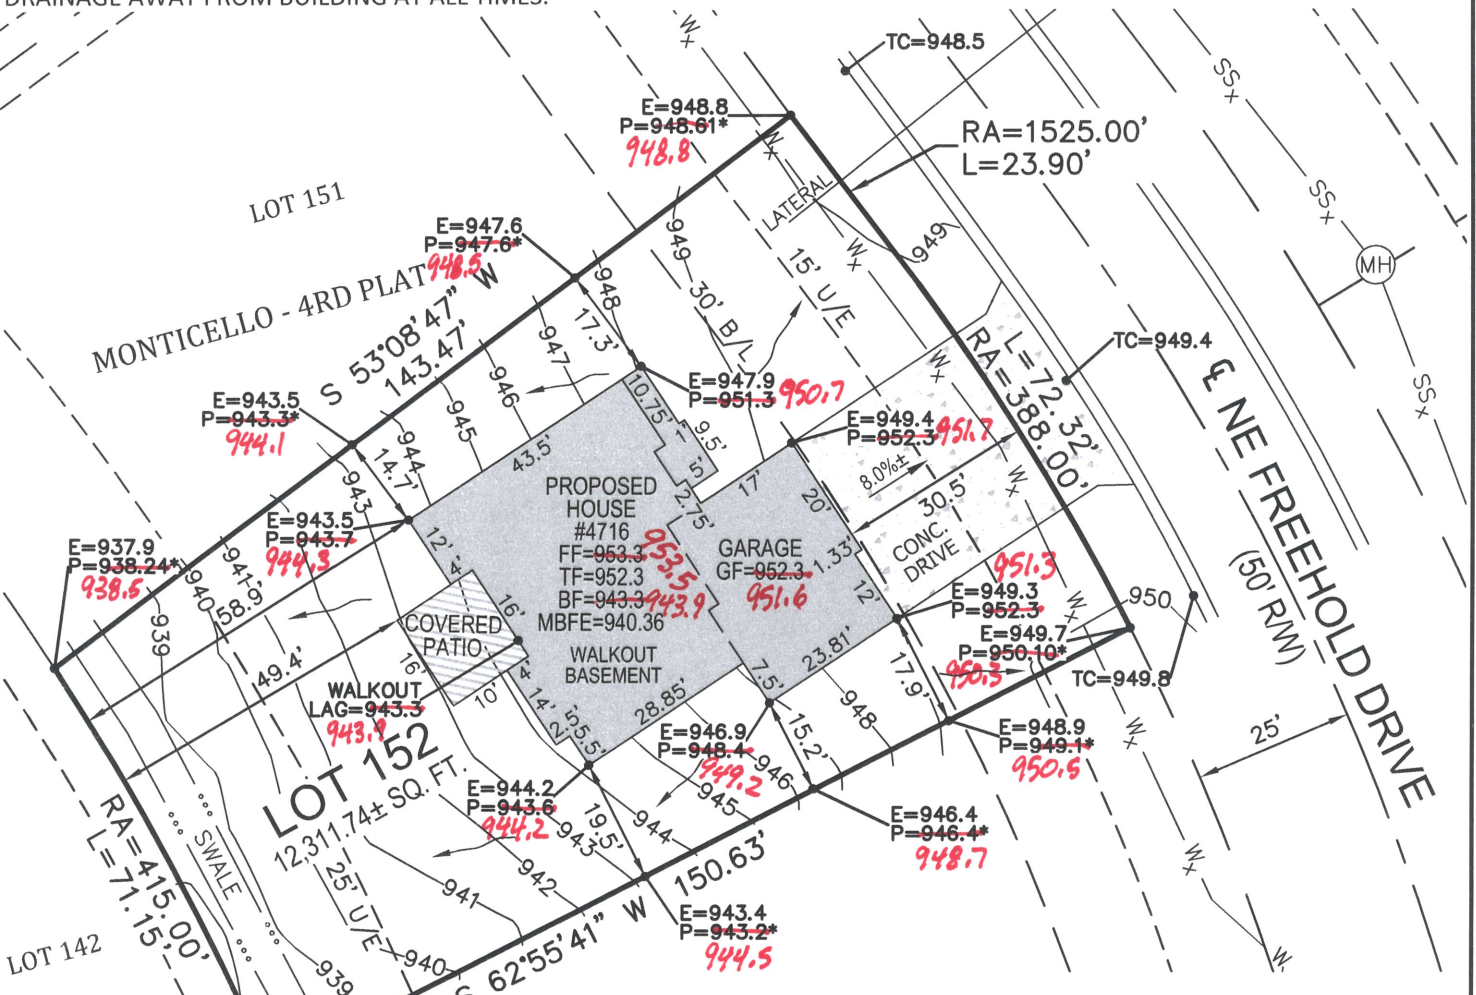 DRAINAGE AWAY FROM BUILDING AT ALL TIMES.
TC=948.5
E=948.8
P=948.61*
948.8
RA=1525.00'
L=23.90'
LOT 151
LATERAL
949
E=947.6
P=947.6*
948.5
MONTICELLO - 4RD PLAT
S 53°08'47" W
143.47'
949
948
947
946
945
944
943
30' B/L
15' U/E
17.3'
TC=949.4
MH
L=72.32'
RA=388.00'
E=947.9
P=951.3
950.7
10.75'
1'
9.5'
5'
2.75'
17'
E=949.4
P=952.3
951.7
8.0%±
30.5'
CONC.
DRIVE
20'
1.33'
12'
E=943.5
P=943.3*
944.1
14.7'
43.5'
PROPOSED
HOUSE
#4716
FF=953.3
953.5
TF=952.3
BF=943.3
943.9
MBFE=940.36
WALKOUT
BASEMENT
GARAGE
GF=952.3
951.6
E=943.5
P=943.7
944.3
E=937.9
P=938.24*
938.5
941
940
939
58.9'
49.4'
12'
4'
16'
COVERED
PATIO
16'
10'
4'
14'
2'
5.5'
28.85'
7.5'
23.81'
951.3
E=949.3
P=952.3
E=949.7
P=950.10*
950.3
950
TC=949.8
℄ NE FREEHOLD DRIVE
(50' R/W)
25'
WALKOUT
LAG=943.3
943.9
LOT 152
12,311.74± SQ. FT.
17.9'
948
15.2'
E=946.9
P=948.4
949.2
946
945
944
943
942
941
940
939
E=948.9
P=949.1*
950.5
E=944.2
P=943.6
944.2
19.5'
E=946.4
P=946.4*
948.7
RA=415.00'
L=71.15'
SWALE
25' U/E
150.63'
S 62°55'41" W
E=943.4
P=943.2*
944.5
LOT 142
Wx
Wx
Wx
Wx
Wx
Wx
Wx
Wx
Wx
W
SSx
SSx
SSx